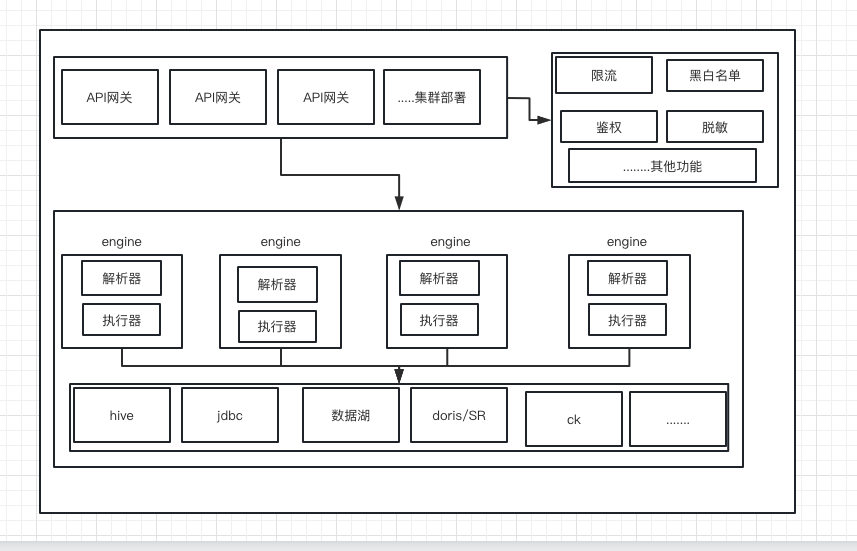 API网关
API网关
API网关
.....集群部署
限流
黑白名单
鉴权
脱敏
........其他功能
engine
engine
engine
engine
解析器
解析器
解析器
解析器
执行器
执行器
执行器
执行器
hive
jdbc
数据湖
doris/SR
ck
.......